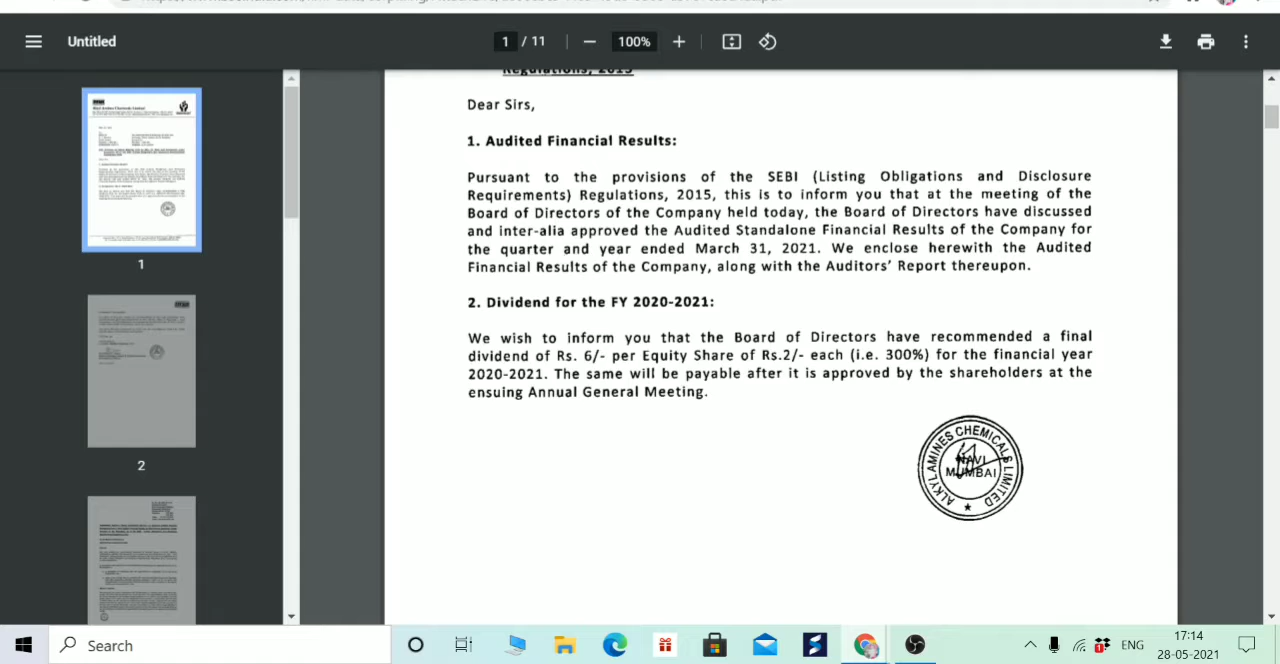 Untitled
1 / 11
100%
Regulations, 2015
Dear Sirs,
1. Audited Financial Results:
Pursuant to the provisions of the SEBI (Listing Obligations and Disclosure
Requirements) Regulations, 2015, this is to inform you that at the meeting of the
Board of Directors of the Company held today, the Board of Directors have discussed
and inter-alia approved the Audited Standalone Financial Results of the Company for
the quarter and year ended March 31, 2021. We enclose herewith the Audited
Financial Results of the Company, along with the Auditors' Report thereupon.
2. Dividend for the FY 2020-2021:
We wish to inform you that the Board of Directors have recommended a final
dividend of Rs. 6/- per Equity Share of Rs.2/- each (i.e. 300%) for the financial year
2020-2021. The same will be payable after it is approved by the shareholders at the
ensuing Annual General Meeting.
ALKYL AMINES CHEMICALS LIMITED
NAVI
MUMBAI
1
2
Search
ENG
17:14
28-05-2021